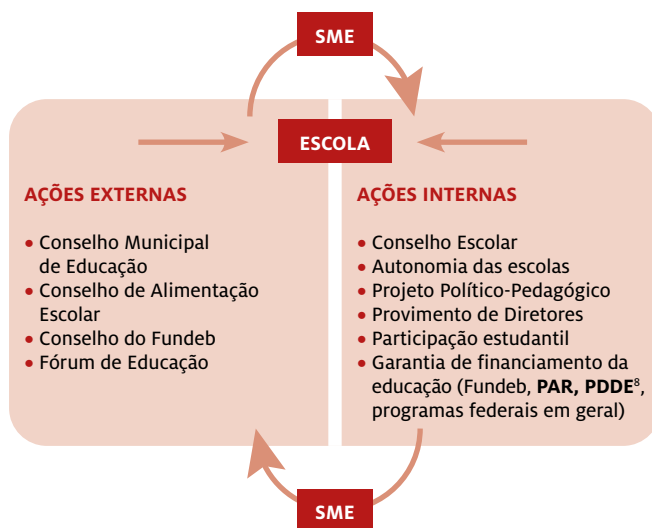 SME
ESCOLA
AÇÕES EXTERNAS
• Conselho Municipal
de Educação
• Conselho de Alimentação
Escolar
• Conselho do Fundeb
• Fórum de Educação
AÇÕES INTERNAS
• Conselho Escolar
• Autonomia das escolas
• Projeto Político-Pedagógico
• Provimento de Diretores
• Participação estudantil
• Garantia de financiamento da
educação (Fundeb, PAR, PDDE⁸,
programas federais em geral)
SME